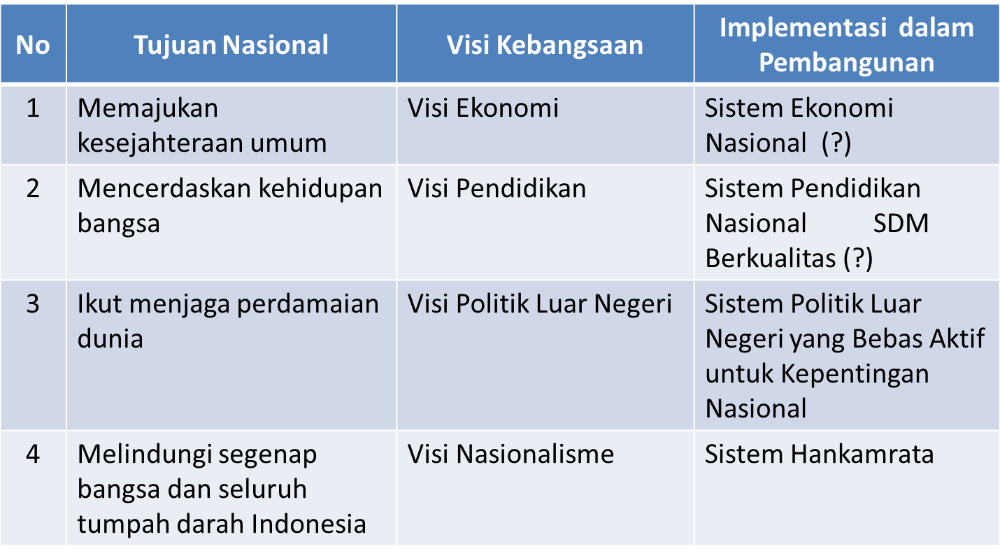 No
Tujuan Nasional
Visi Kebangsaan
Implementasi dalam
Pembangunan
1
Memajukan
kesejahteraan umum
Visi Ekonomi
Sistem Ekonomi
Nasional (?)
2
Mencerdaskan kehidupan
bangsa
Visi Pendidikan
Sistem Pendidikan
Nasional SDM
Berkualitas (?)
3
Ikut menjaga perdamaian
dunia
Visi Politik Luar Negeri
Sistem Politik Luar
Negeri yang Bebas Aktif
untuk Kepentingan
Nasional
4
Melindungi segenap
bangsa dan seluruh
tumpah darah Indonesia
Visi Nasionalisme
Sistem Hankamrata